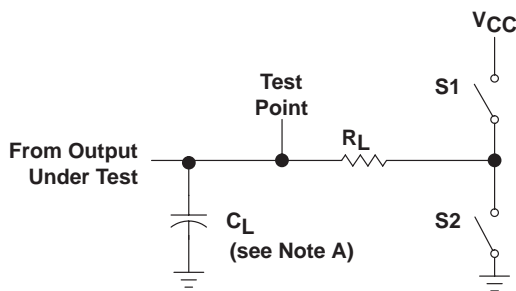 VCC
S1
Test
Point
RL
From Output
Under Test
S2
CL
(see Note A)